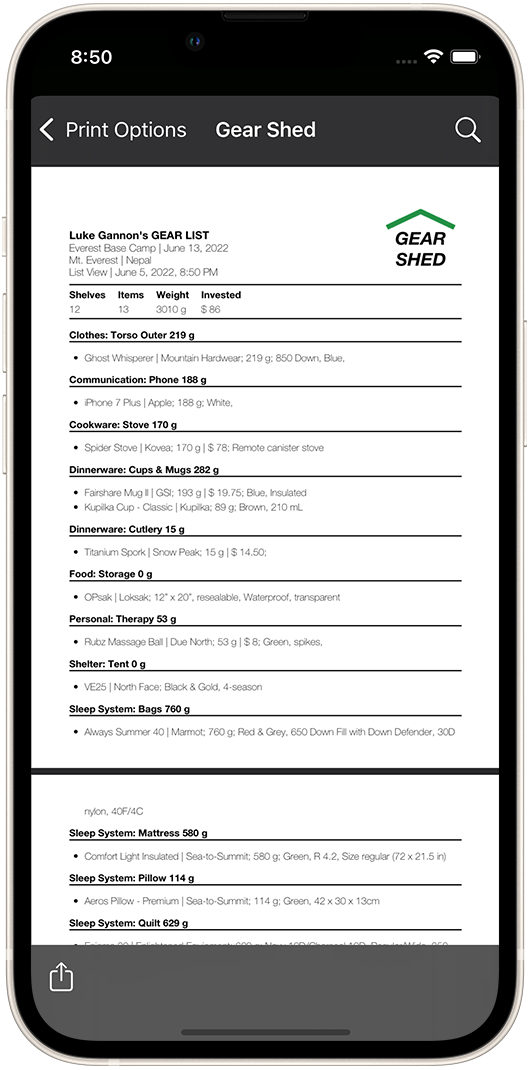 8:50
Print Options
Gear Shed
GEAR
SHED
Luke Gannon's GEAR LIST
Everest Base Camp | June 13, 2022
Mt. Everest | Nepal
List View | June 5, 2022, 8:50 PM
Shelves Items Weight Invested
12 13 3010 g $ 86
Clothes: Torso Outer 219 g
• Ghost Whisperer | Mountain Hardwear; 219 g; 850 Down, Blue,
Communication: Phone 188 g
• iPhone 7 Plus | Apple; 188 g; White,
Cookware: Stove 170 g
• Spider Stove | Kovea; 170 g | $ 78; Remote canister stove
Dinnerware: Cups & Mugs 282 g
• Fairshare Mug II | GSI; 193 g | $ 19.75; Blue, Insulated
• Kupilka Cup - Classic | Kupilka; 89 g; Brown, 210 mL
Dinnerware: Cutlery 15 g
• Titanium Spork | Snow Peak; 15 g | $ 14.50;
Food: Storage 0 g
• OPsak | Loksak; 12" x 20", resealable, Waterproof, transparent
Personal: Therapy 53 g
• Rubz Massage Ball | Due North; 53 g | $ 8; Green, spikes,
Shelter: Tent 0 g
• VE25 | North Face; Black & Gold, 4-season
Sleep System: Bags 760 g
• Always Summer 40 | Marmot; 760 g; Red & Grey, 650 Down Fill with Down Defender, 30D
nylon, 40F/4C
Sleep System: Mattress 580 g
• Comfort Light Insulated | Sea-to-Summit; 580 g; Green, R 4.2, Size regular (72 x 21.5 in)
Sleep System: Pillow 114 g
• Aeros Pillow - Premium | Sea-to-Summit; 114 g; Green, 42 x 30 x 13cm
Sleep System: Quilt 629 g